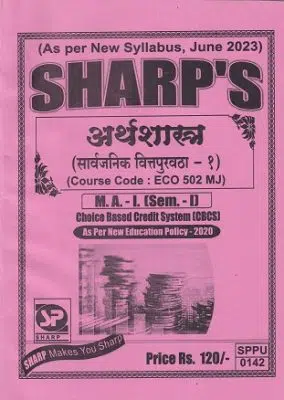 (As per New Syllabus, June 2023)
SHARP'S
अर्थशास्त्र
(सार्वजनिक वित्तपुरवठा - १)
(Course Code : ECO 502 MJ)
M. A. - I. (Sem. - I)
Choice Based Credit System (CBCS)
As Per New Education Policy - 2020
SP
SHARP
SHARP Makes You Sharp
Price Rs. 120/-
SPPU
0142